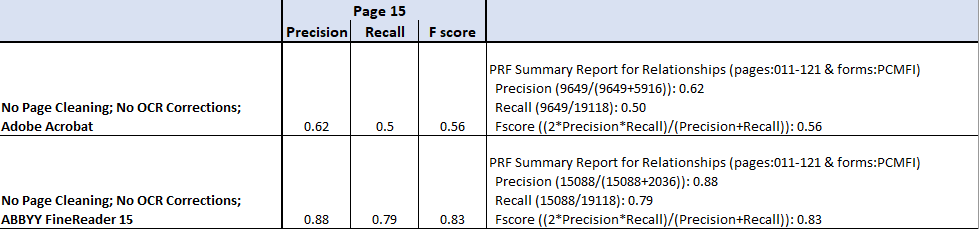 Page 15
Precision Recall F score
PRF Summary Report for Relationships (pages:011-121 & forms:PCMFI)
Precision (9649/(9649+5916)): 0.62
No Page Cleaning; No OCR Corrections; Recall (9649/19118): 0.50
Adobe Acrobat 0.62 0.5 0.56 Fscore ((2*Precision*Recall)/(Precision+Recall)): 0.56
PRF Summary Report for Relationships (pages:011-121 & forms:PCMFI)
Precision (15088/(15088+2036)): 0.88
No Page Cleaning; No OCR Corrections; Recall (15088/19118): 0.79
ABBYY FineReader 15 0.88 0.79 0.83 Fscore ((2*Precision*Recall)/(Precision+Recall)): 0.83